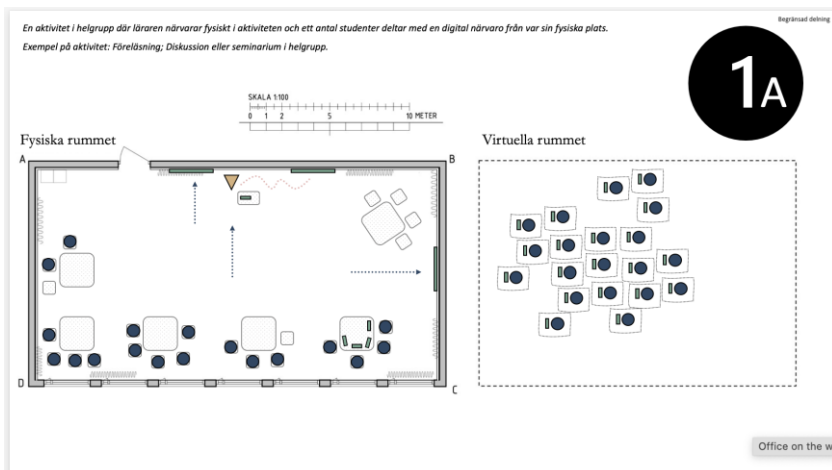 Begränsad delning
En aktivitet i helgrupp där läraren närvarar fysiskt i aktiviteten och ett antal studenter deltar med en digital närvaro från var sin fysiska plats.
Exempel på aktivitet: Föreläsning; Diskussion eller seminarium i helgrupp.
1A
SKALA 1:100
0 1 2 5 10 METER
Fysiska rummet
Virtuella rummet
A
B
D
C
Office on the w